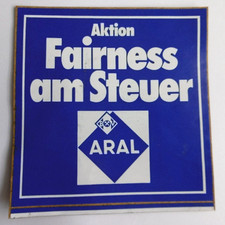 Aktion
Fairness
am Steuer
ARAL